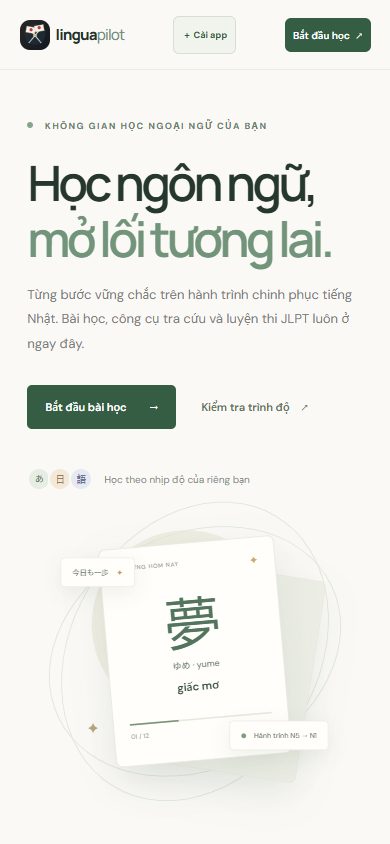 linguapilot
+ Cài app
Bắt đầu học ↗
KHÔNG GIAN HỌC NGOẠI NGỮ CỦA BẠN
Học ngôn ngữ,
mở lối tương lai.
Từng bước vững chắc trên hành trình chinh phục tiếng
Nhật. Bài học, công cụ tra cứu và luyện thi JLPT luôn ở
ngay đây.
Bắt đầu bài học →
Kiểm tra trình độ ↗
あ 日 語
Học theo nhịp độ của riêng bạn
今日も一歩 ✦
HÔM NAY ✦
夢
ゆめ · yume
giấc mơ
01 / 12
Hành trình N5 → N1